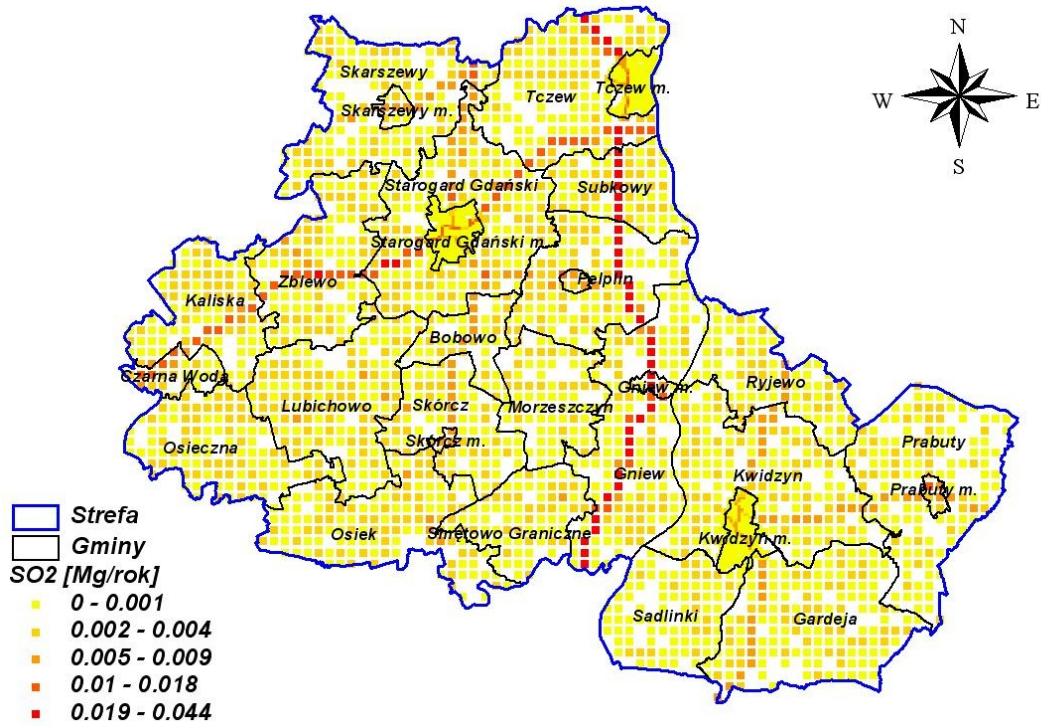 N
W
E
S
Skarszewy
Skarszewy m.
Tczew
Tczew m.
Starogard Gdański
Subkowy
Starogard Gdański m.
Zblewo
Pelplin
Kaliska
Bobowo
Czarna Woda
Gniew m.
Ryjewo
Lubichowo
Skórcz
Morzeszczyn
Osieczna
Skórcz m.
Prabuty
Gniew
Kwidzyn
Prabuty m.
Osiek
Smętowo Graniczne
Kwidzyn m.
Sadlinki
Gardeja
Strefa
Gminy
SO2 [Mg/rok]
0 - 0.001
0.002 - 0.004
0.005 - 0.009
0.01 - 0.018
0.019 - 0.044